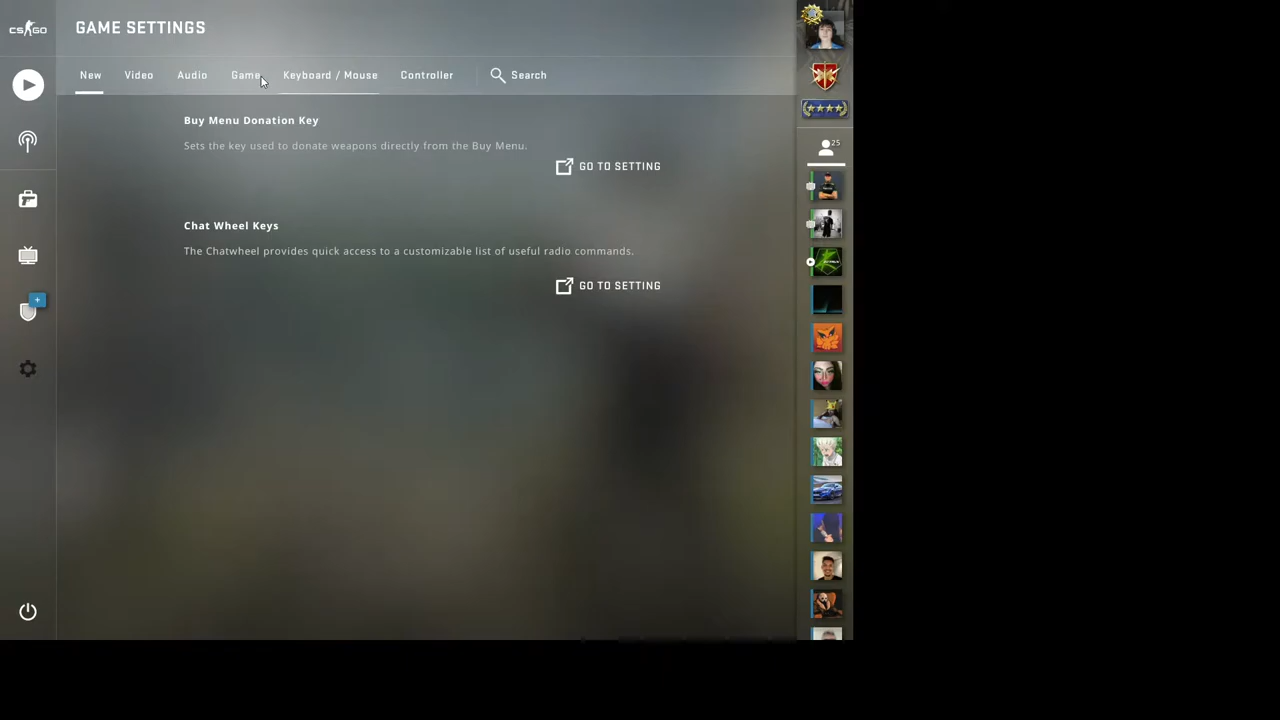 CS GO
GAME SETTINGS
New Video Audio Game Keyboard / Mouse Controller Search
25
Buy Menu Donation Key
Sets the key used to donate weapons directly from the Buy Menu.
GO TO SETTING
Chat Wheel Keys
The Chatwheel provides quick access to a customizable list of useful radio commands.
GO TO SETTING
+